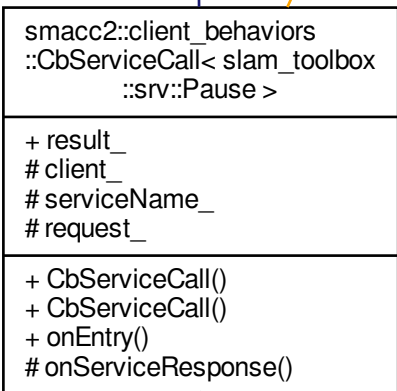 smacc2::client_behaviors
::CbServiceCall< slam_toolbox
::srv::Pause >
+ result_
# client_
# serviceName_
# request_
+ CbServiceCall()
+ CbServiceCall()
+ onEntry()
# onServiceResponse()